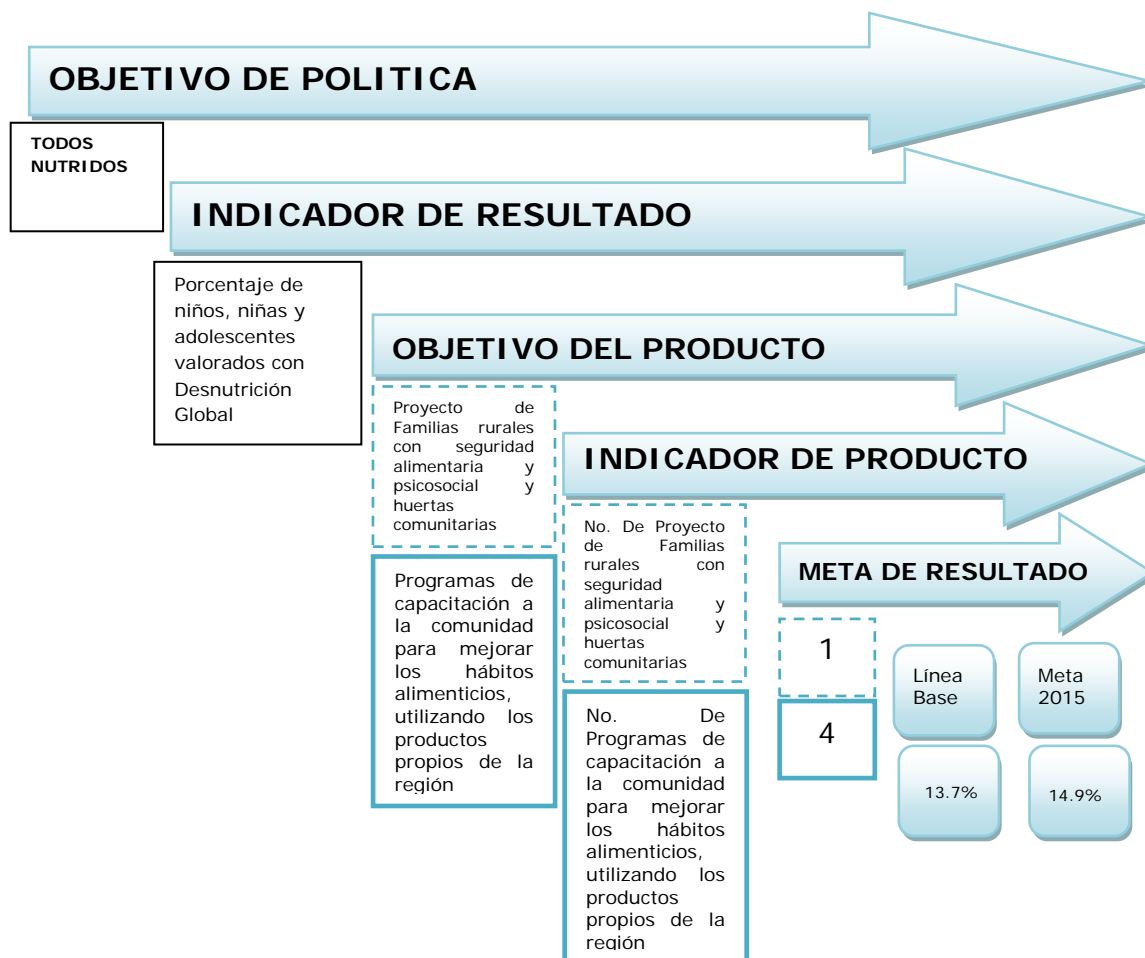 OBJETIVO DE POLITICA
TODOS
NUTRIDOS
INDICADOR DE RESULTADO
Porcentaje de
niños, niñas y
adolescentes
valorados con
Desnutrición
Global
OBJETIVO DEL PRODUCTO
Proyecto de
Familias rurales
con seguridad
alimentaria y
psicosocial y
huertas
comunitarias
Programas de
capacitación a
la comunidad
para mejorar
los hábitos
alimenticios,
utilizando los
productos
propios de la
región
INDICADOR DE PRODUCTO
No. De Proyecto
de Familias
rurales con
seguridad
alimentaria y
psicosocial y
huertas
comunitarias
No. De
Programas de
capacitación a
la comunidad
para mejorar
los hábitos
alimenticios,
utilizando los
productos
propios de la
región
META DE RESULTADO
1
4
Línea
Base
Meta
2015
13.7%
14.9%